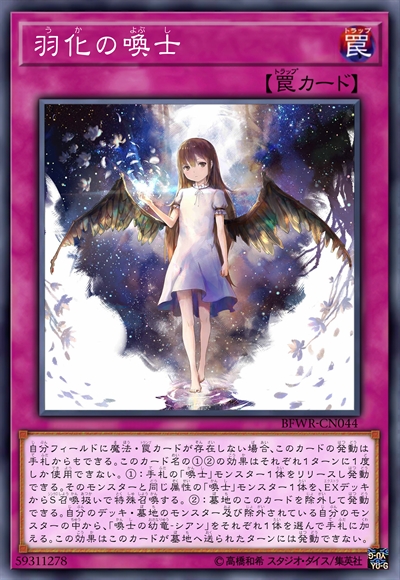 羽化の喚士
うか よぶし
罠
トラップ
【罠カード】
トラップ
BFWR-CN044
自分フィールドに魔法・罠カードが存在しない場合、このカードの発動は
手札からもできる。このカード名の①②の効果はそれぞれ1ターンに1度
しか使用できない。①：手札の「喚士」モンスター1体をリリースし発動
できる。そのモンスターと同じ属性の「喚士」モンスター1体を、EXデッキ
からS召喚扱いで特殊召喚する。②：墓地のこのカードを除外して発動
できる。自分のデッキ・墓地のモンスター及び除外されている自分のモン
スターの中から、「喚士の幼竜-シアン」をそれぞれ1体を選んで手札に加
える。この効果はこのカードが墓地へ送られたターンには発動できない。
59311278
©高橋和希 スタジオ・ダイス/集英社